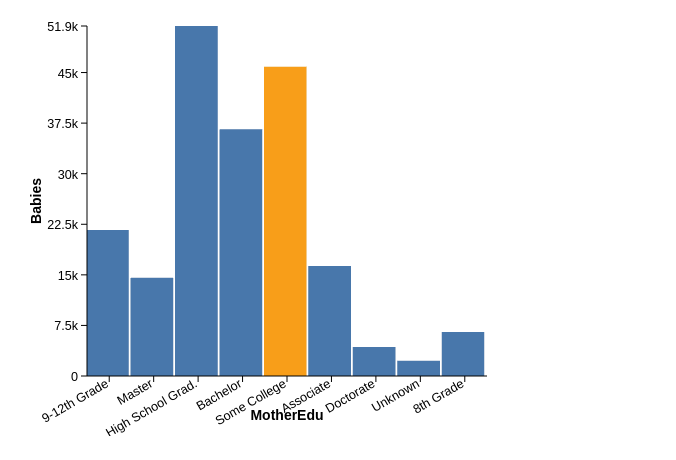 51.9k
45k
37.5k
30k
22.5k
15k
7.5k
0
Babies
9-12th Grade
Master
High School Grad.
Bachelor
Some College
Associate
Doctorate
Unknown
8th Grade
MotherEdu